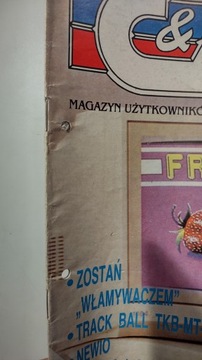 C&
MAGAZYN UŻYTKOWNIKÓ
FR
• ZOSTAŃ
"WŁAMYWACZEM"
• TRACK BALL TKB-MT
• NEWIO